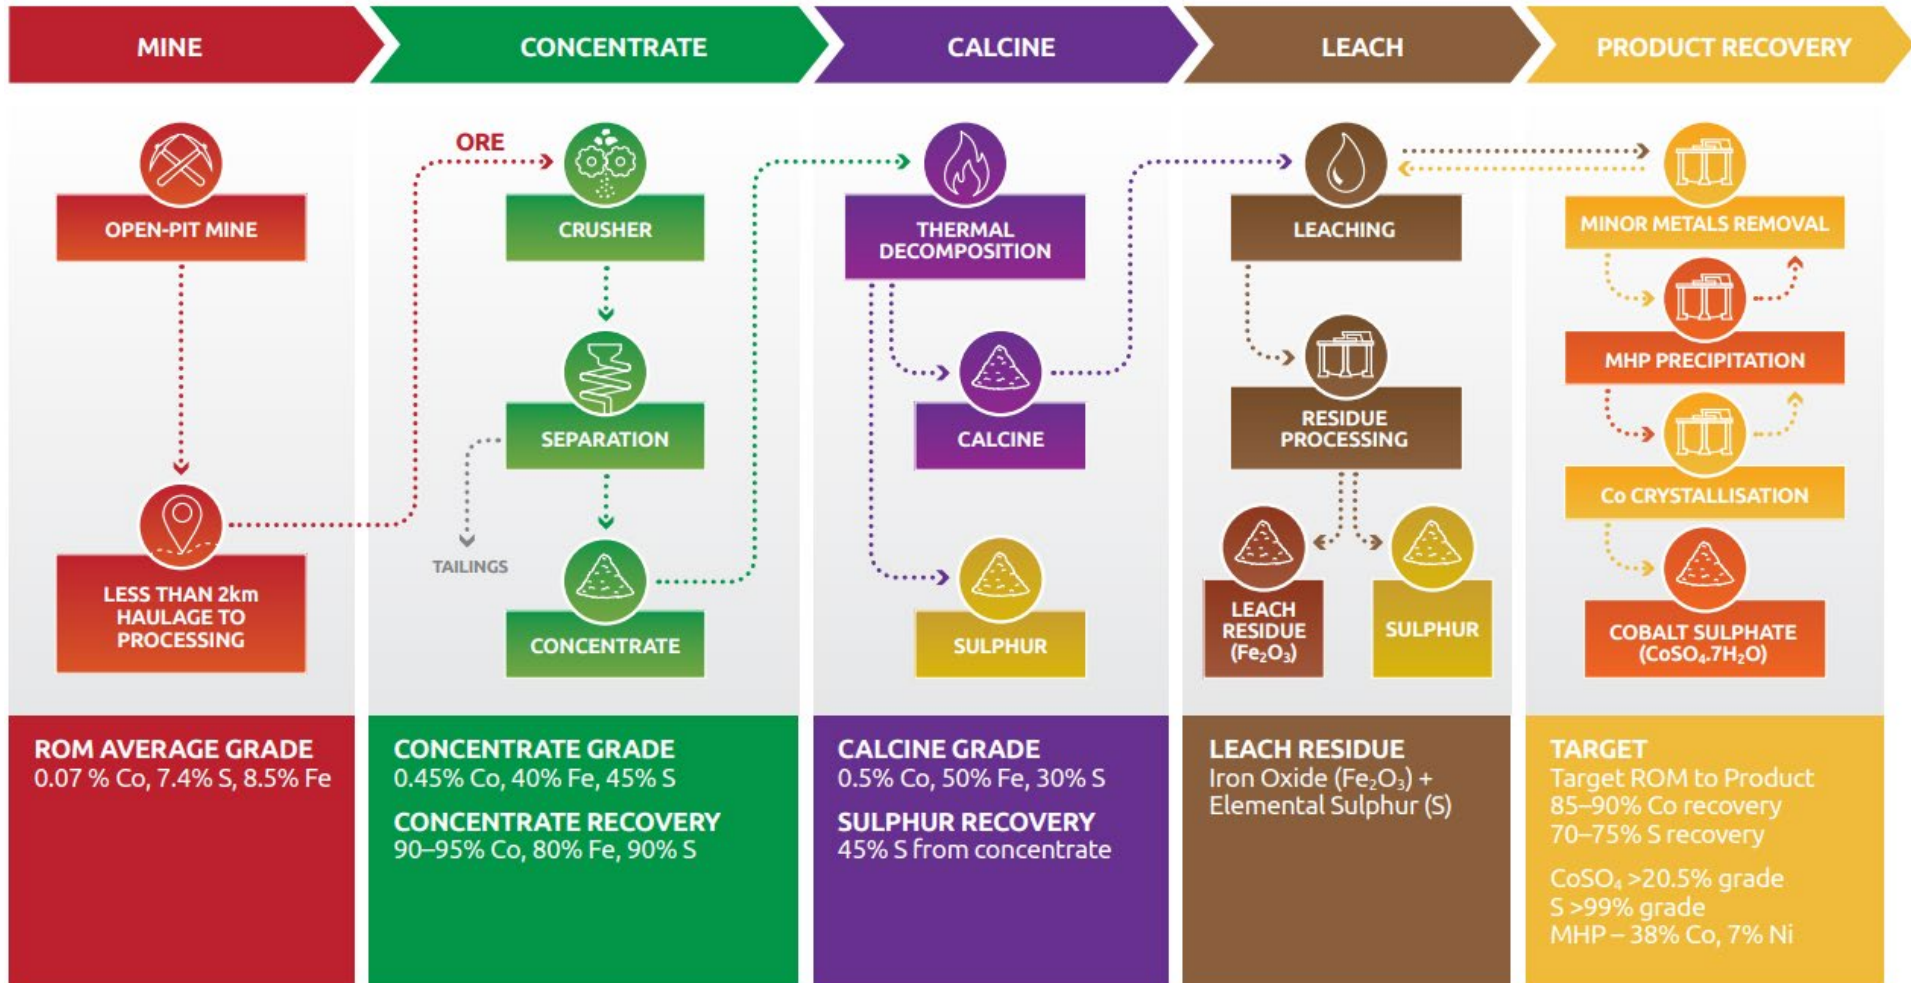 MINE
CONCENTRATE
CALCINE
LEACH
PRODUCT RECOVERY
OPEN-PIT MINE
LESS THAN 2km
HAULAGE TO
PROCESSING
ORE
CRUSHER
SEPARATION
TAILINGS
CONCENTRATE
THERMAL
DECOMPOSITION
CALCINE
SULPHUR
LEACHING
RESIDUE
PROCESSING
LEACH
RESIDUE
(Fe₂O₃)
SULPHUR
MINOR METALS REMOVAL
MHP PRECIPITATION
Co CRYSTALLISATION
COBALT SULPHATE
(CoSO₄.7H₂O)
ROM AVERAGE GRADE
0.07 % Co, 7.4% S, 8.5% Fe
CONCENTRATE GRADE
0.45% Co, 40% Fe, 45% S
CONCENTRATE RECOVERY
90–95% Co, 80% Fe, 90% S
CALCINE GRADE
0.5% Co, 50% Fe, 30% S
SULPHUR RECOVERY
45% S from concentrate
LEACH RESIDUE
Iron Oxide (Fe₂O₃) +
Elemental Sulphur (S)
TARGET
Target ROM to Product
85–90% Co recovery
70–75% S recovery
CoSO₄ >20.5% grade
S >99% grade
MHP – 38% Co, 7% Ni